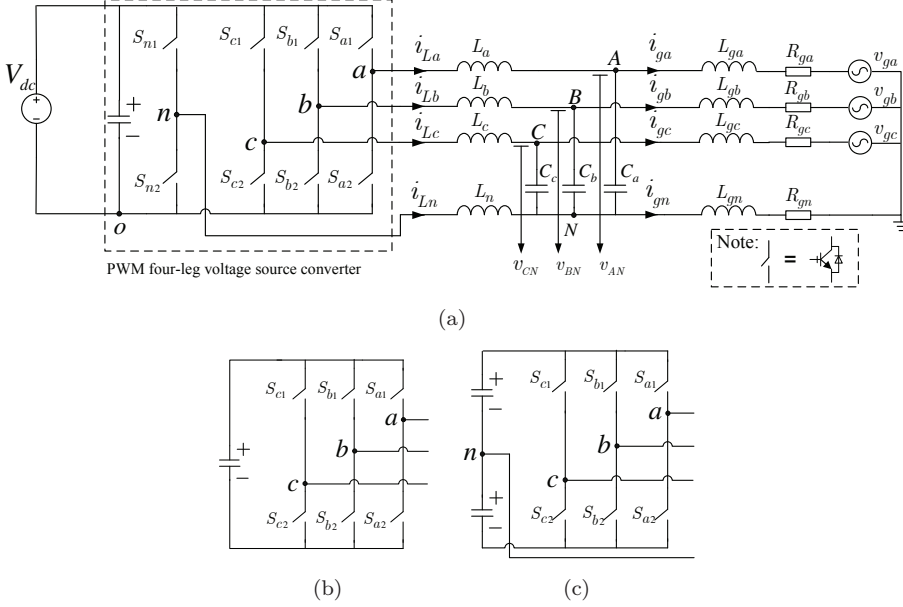 V_dc
+
−
S_n1
S_c1
S_b1
S_a1
n
a
b
c
S_n2
S_c2
S_b2
S_a2
o
PWM four-leg voltage source converter
i_La
L_a
A
i_ga
L_ga
R_ga
v_ga
i_Lb
L_b
B
i_gb
L_gb
R_gb
v_gb
i_Lc
L_c
C
i_gc
L_gc
R_gc
v_gc
C_c
C_b
C_a
i_Ln
L_n
N
i_gn
L_gn
R_gn
v_CN
v_BN
v_AN
Note:
=
(a)
+
−
S_c1
S_b1
S_a1
a
b
c
S_c2
S_b2
S_a2
(b)
+
−
n
+
−
S_c1
S_b1
S_a1
a
b
c
S_c2
S_b2
S_a2
(c)